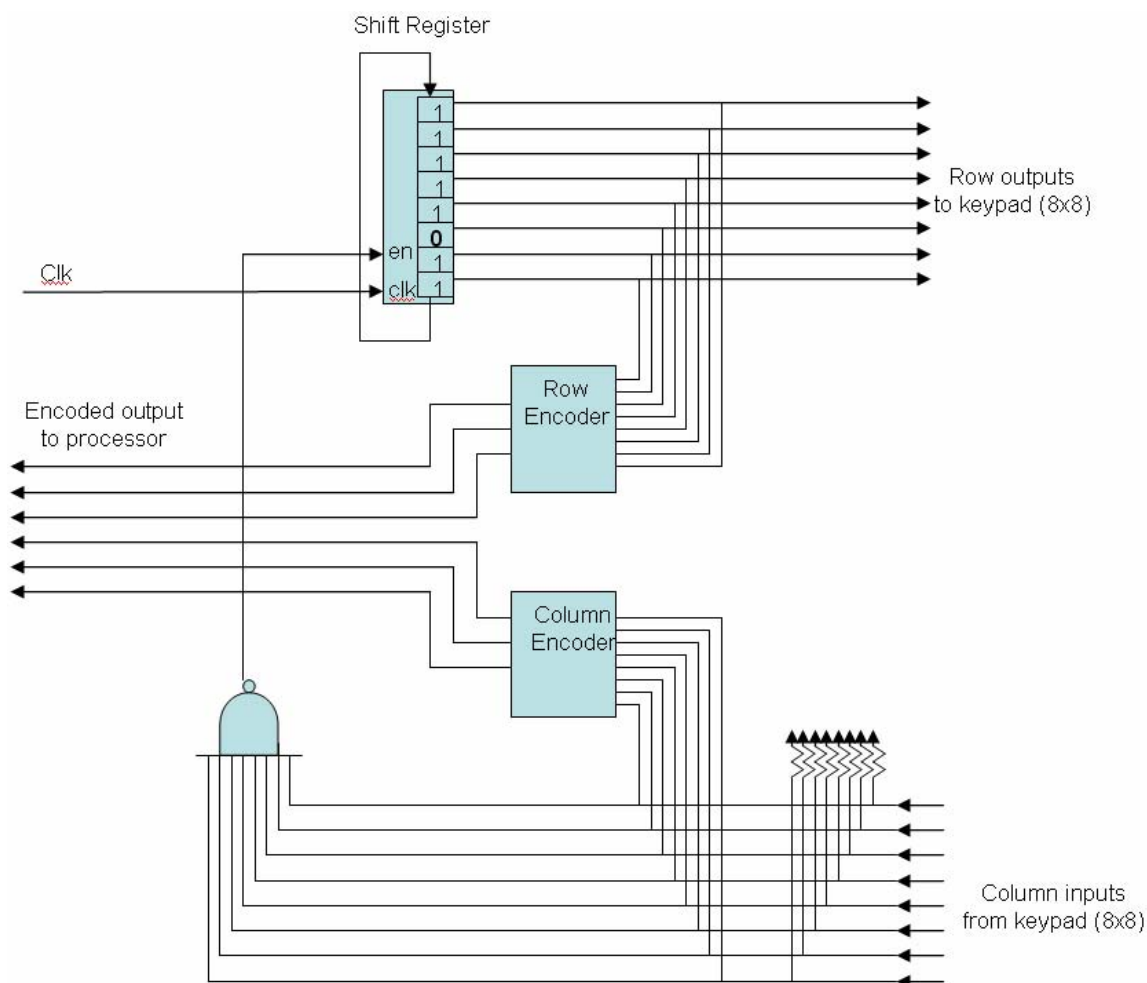 Shift Register
1
1
1
1
1
0
1
1
en
clk
Clk
Row outputs
to keypad (8x8)
Row
Encoder
Encoded output
to processor
Column
Encoder
Column inputs
from keypad (8x8)